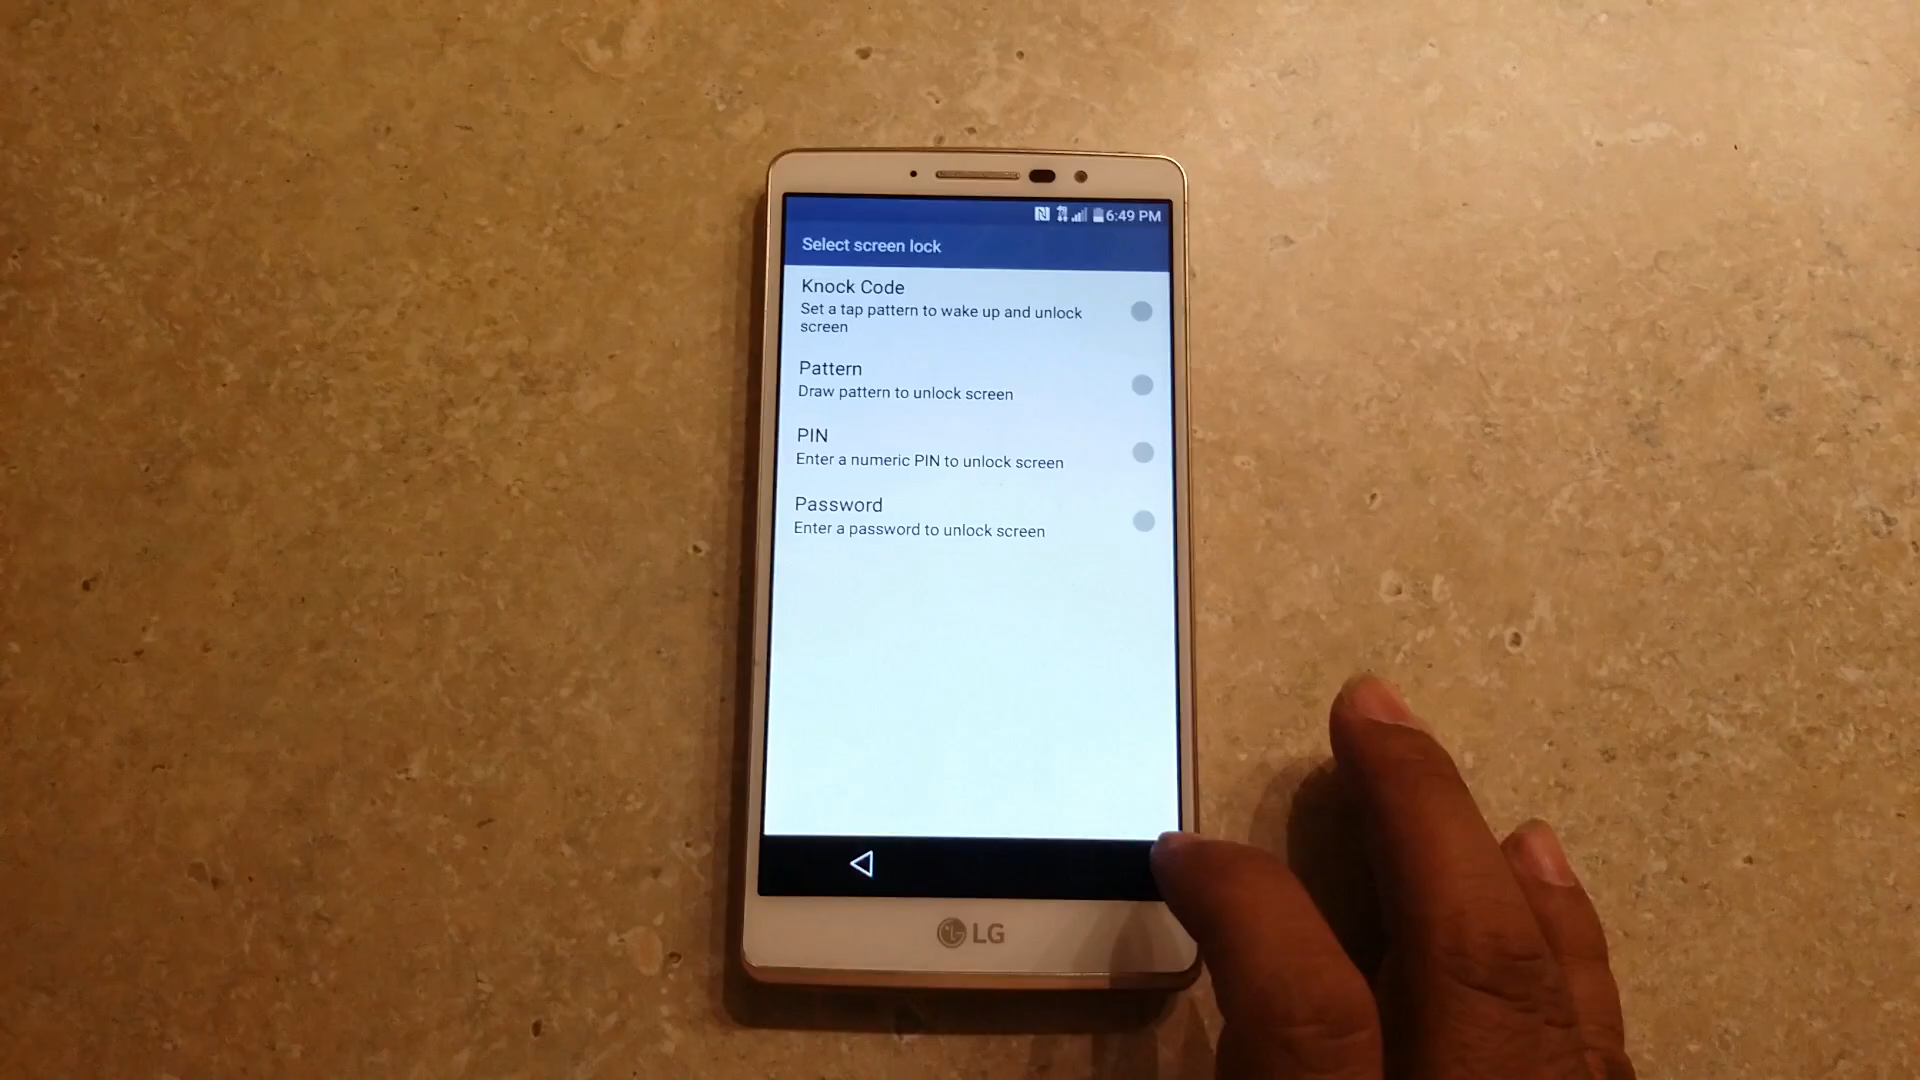 6:49 PM
Select screen lock
Knock Code
Set a tap pattern to wake up and unlock
screen
Pattern
Draw pattern to unlock screen
PIN
Enter a numeric PIN to unlock screen
Password
Enter a password to unlock screen
LG